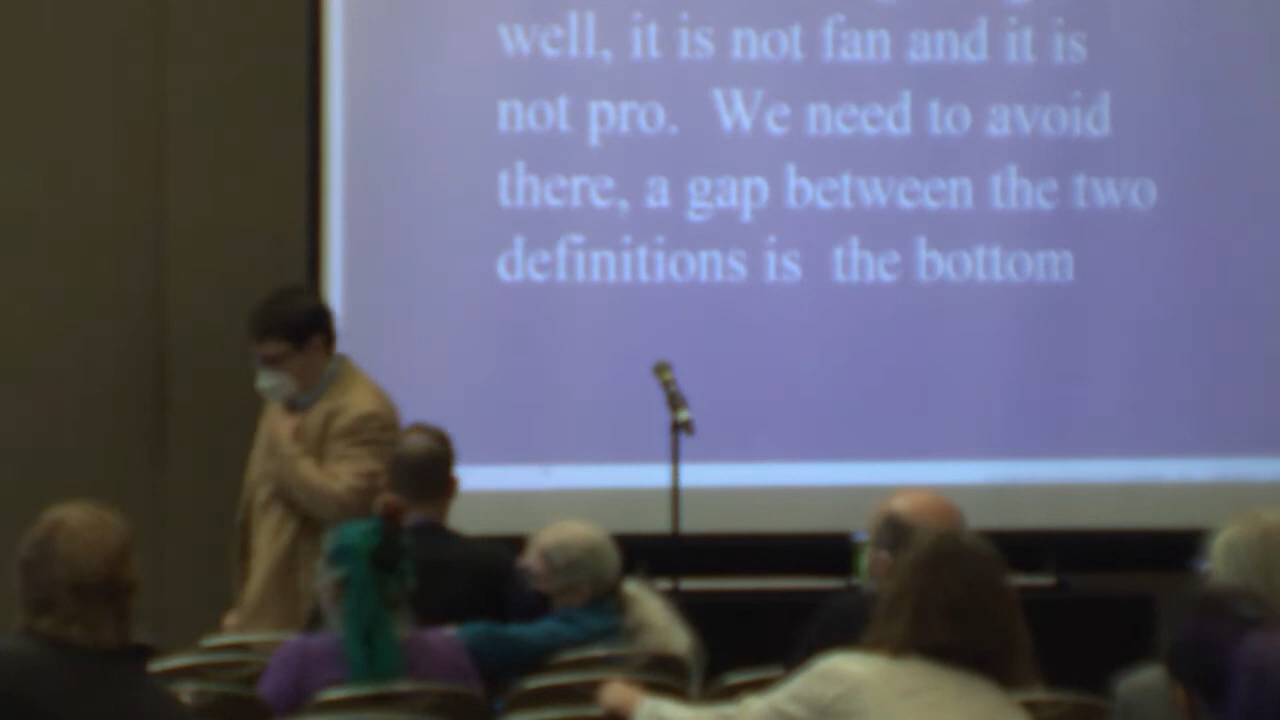 well, it is not fan and it is
not pro. We need to avoid
there, a gap between the two
definitions is the bottom